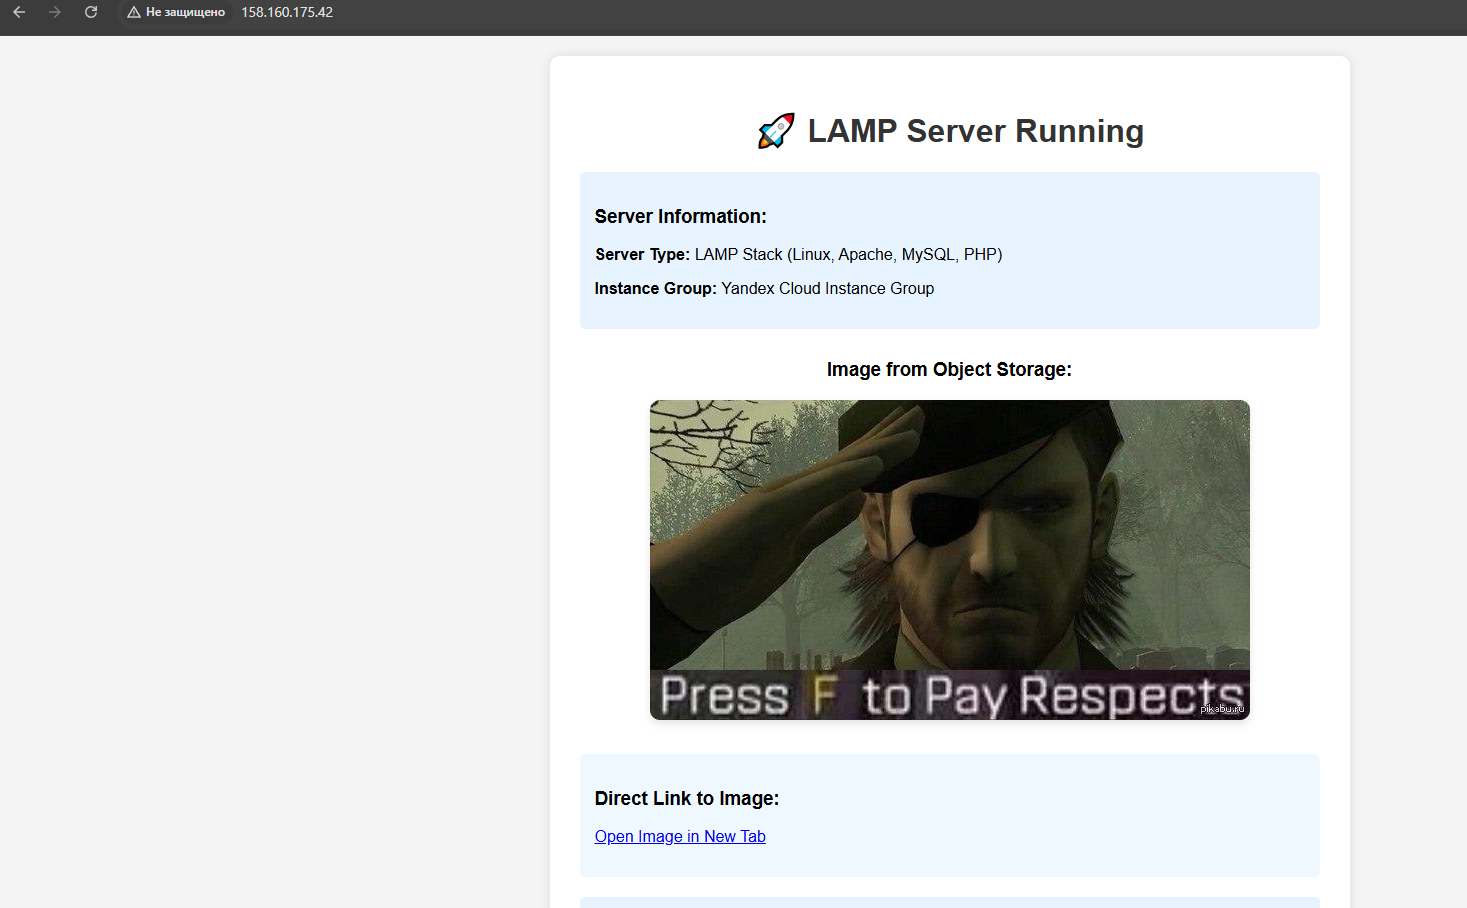 Не защищено 158.160.175.42
🚀 LAMP Server Running
Server Information:
Server Type: LAMP Stack (Linux, Apache, MySQL, PHP)
Instance Group: Yandex Cloud Instance Group
Image from Object Storage:
Press F to Pay Respects
pikabu.ru
Direct Link to Image:
Open Image in New Tab